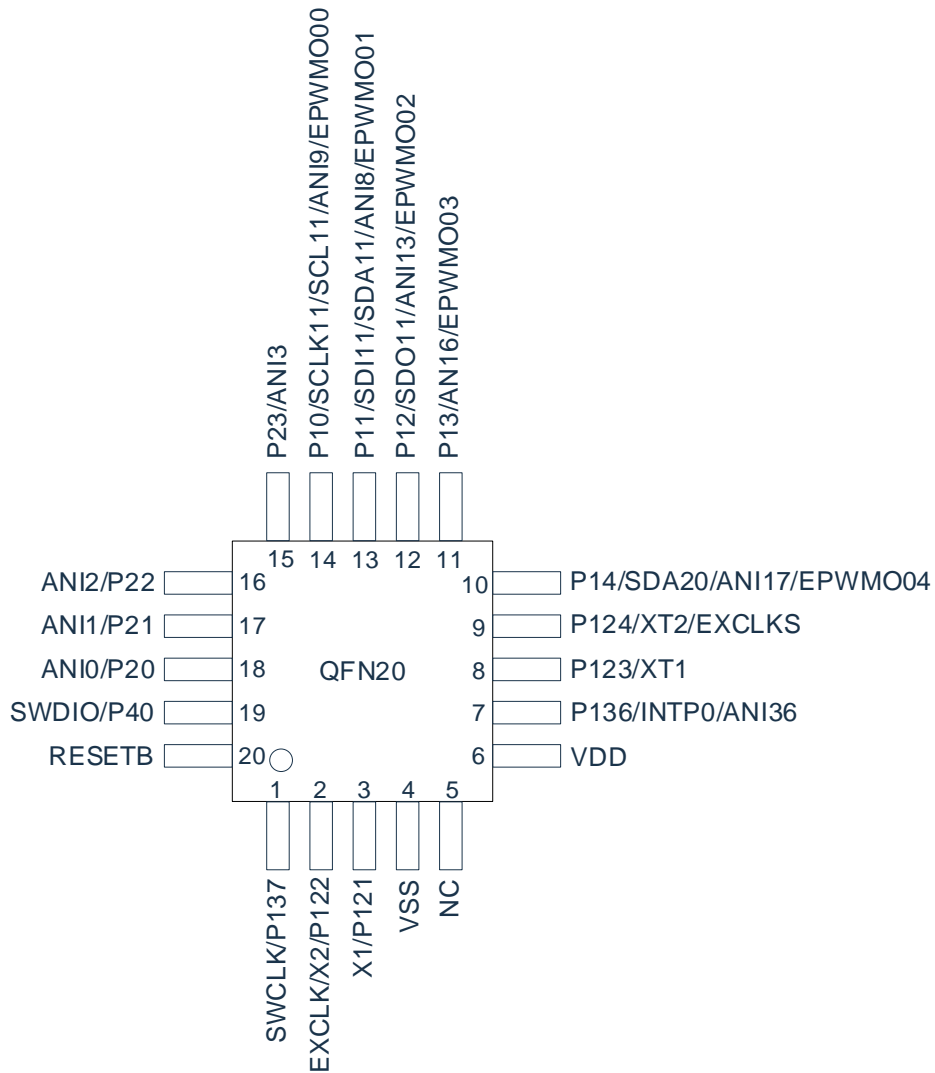 P23/ANI3
P10/SCLK11/SCL11/ANI9/EPWMO00
P11/SDI11/SDA11/ANI8/EPWMO01
P12/SDO11/ANI13/EPWMO02
P13/AN16/EPWMO03
15
14
13
12
11
ANI2/P22
16
10
P14/SDA20/ANI17/EPWMO04
ANI1/P21
17
9
P124/XT2/EXCLKS
ANI0/P20
18
QFN20
8
P123/XT1
SWDIO/P40
19
7
P136/INTP0/ANI36
RESETB
20
6
VDD
1
2
3
4
5
SWCLK/P137
EXCLK/X2/P122
X1/P121
VSS
NC